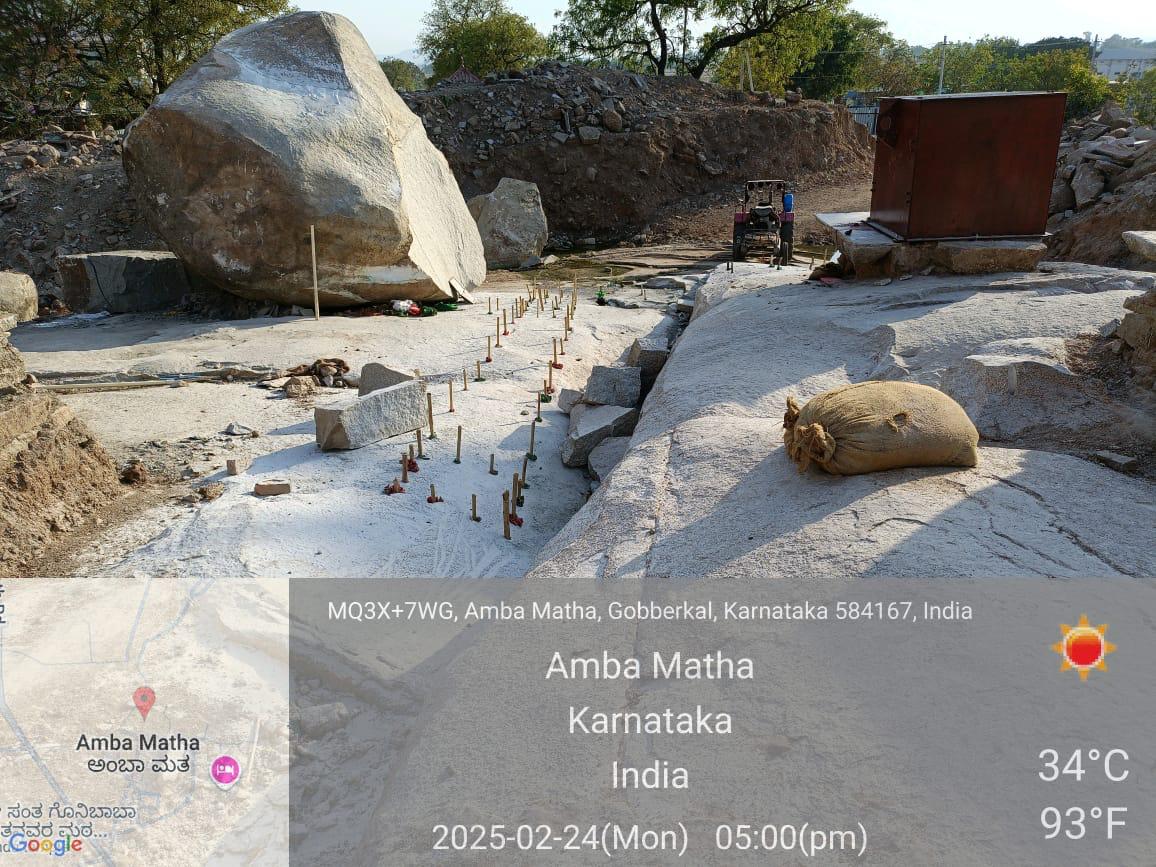 MQ3X+7WG, Amba Matha, Gobberkal, Karnataka 584167, India
Amba Matha
Karnataka
India
2025-02-24(Mon) 05:00(pm)
34°C
93°F
Amba Matha
ಅಂಬಾ ಮಠ
ಸಂತ ಗೊನಿಬಾಬಾ
Google